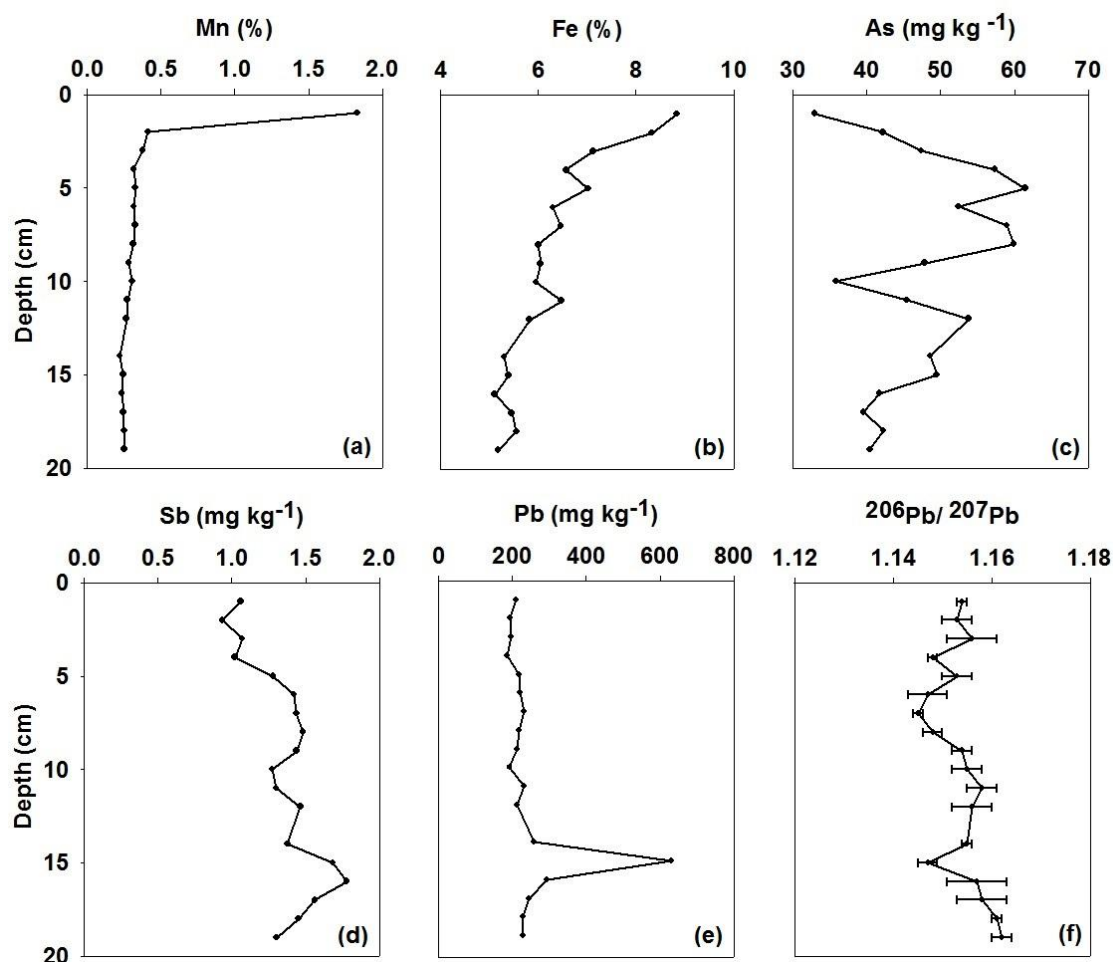 Mn (%) Fe (%) As (mg kg -1)
0.0 0.5 1.0 1.5 2.0 4 6 8 10 30 40 50 60 70
0
5
10
15
20
Depth (cm)
(a) (b) (c)
Sb (mg kg-1) Pb (mg kg-1) 206Pb/ 207Pb
0.0 0.5 1.0 1.5 2.0 0 200 400 600 800 1.12 1.14 1.16 1.18
0
5
10
15
20
Depth (cm)
(d) (e) (f)